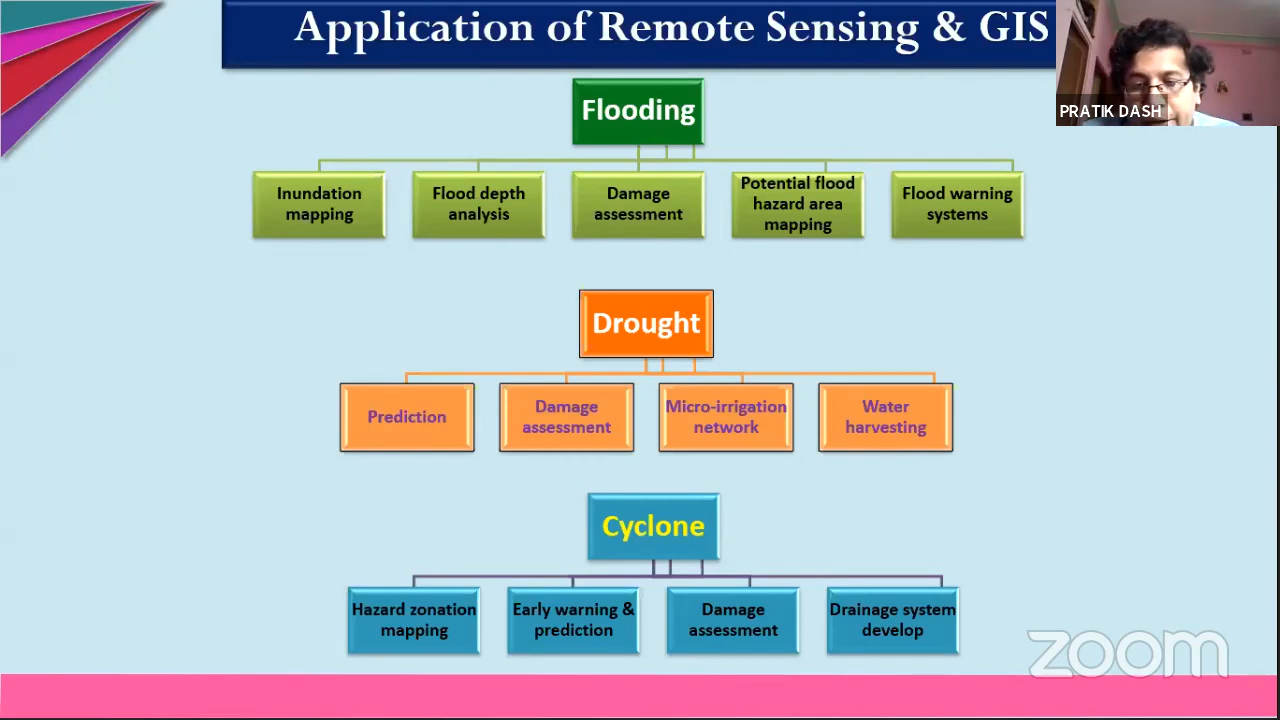 Application of Remote Sensing & GIS
PRATIK DASH
Flooding
Inundation
mapping
Flood depth
analysis
Damage
assessment
Potential flood
hazard area
mapping
Flood warning
systems
Drought
Prediction
Damage
assessment
Micro-irrigation
network
Water
harvesting
Cyclone
Hazard zonation
mapping
Early warning &
prediction
Damage
assessment
Drainage system
develop
zoom